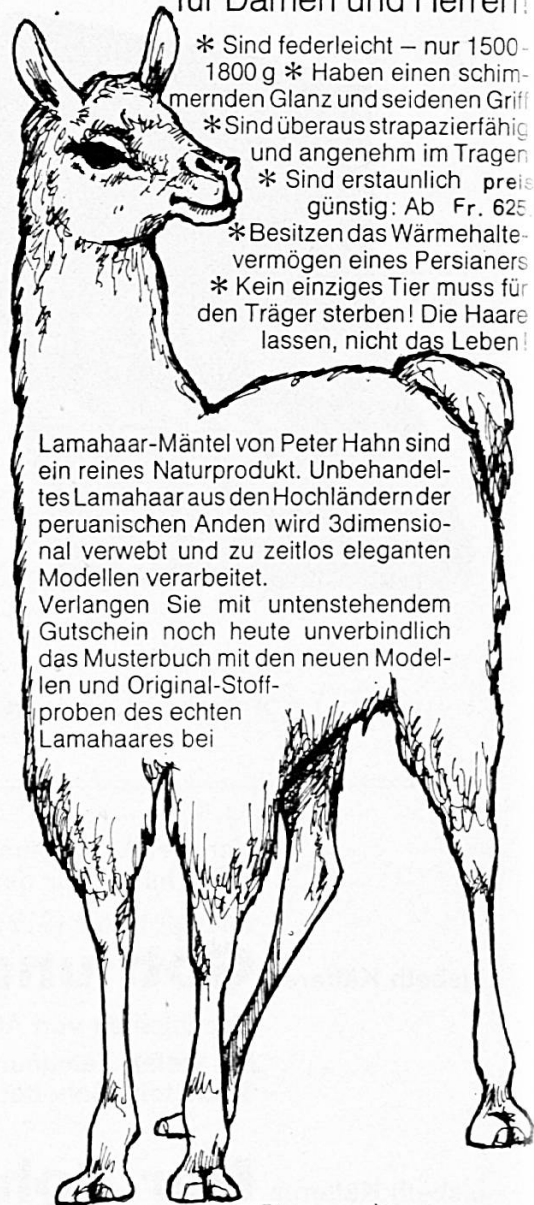 für Damen und Herren!
* Sind federleicht – nur 1500-
1800 g * Haben einen schim-
mernden Glanz und seidenen Griff
* Sind überaus strapazierfähig
und angenehm im Tragen
* Sind erstaunlich preis
günstig: Ab Fr. 625.
* Besitzen das Wärmehalte-
vermögen eines Persianers
* Kein einziges Tier muss für
den Träger sterben! Die Haare
lassen, nicht das Leben!
Lamahaar-Mäntel von Peter Hahn sind
ein reines Naturprodukt. Unbehandel-
tes Lamahaar aus den Hochländern der
peruanischen Anden wird 3dimensio-
nal verwebt und zu zeitlos eleganten
Modellen verarbeitet.
Verlangen Sie mit untenstehendem
Gutschein noch heute unverbindlich
das Musterbuch mit den neuen Model-
len und Original-Stoff-
proben des echten
Lamahaares bei